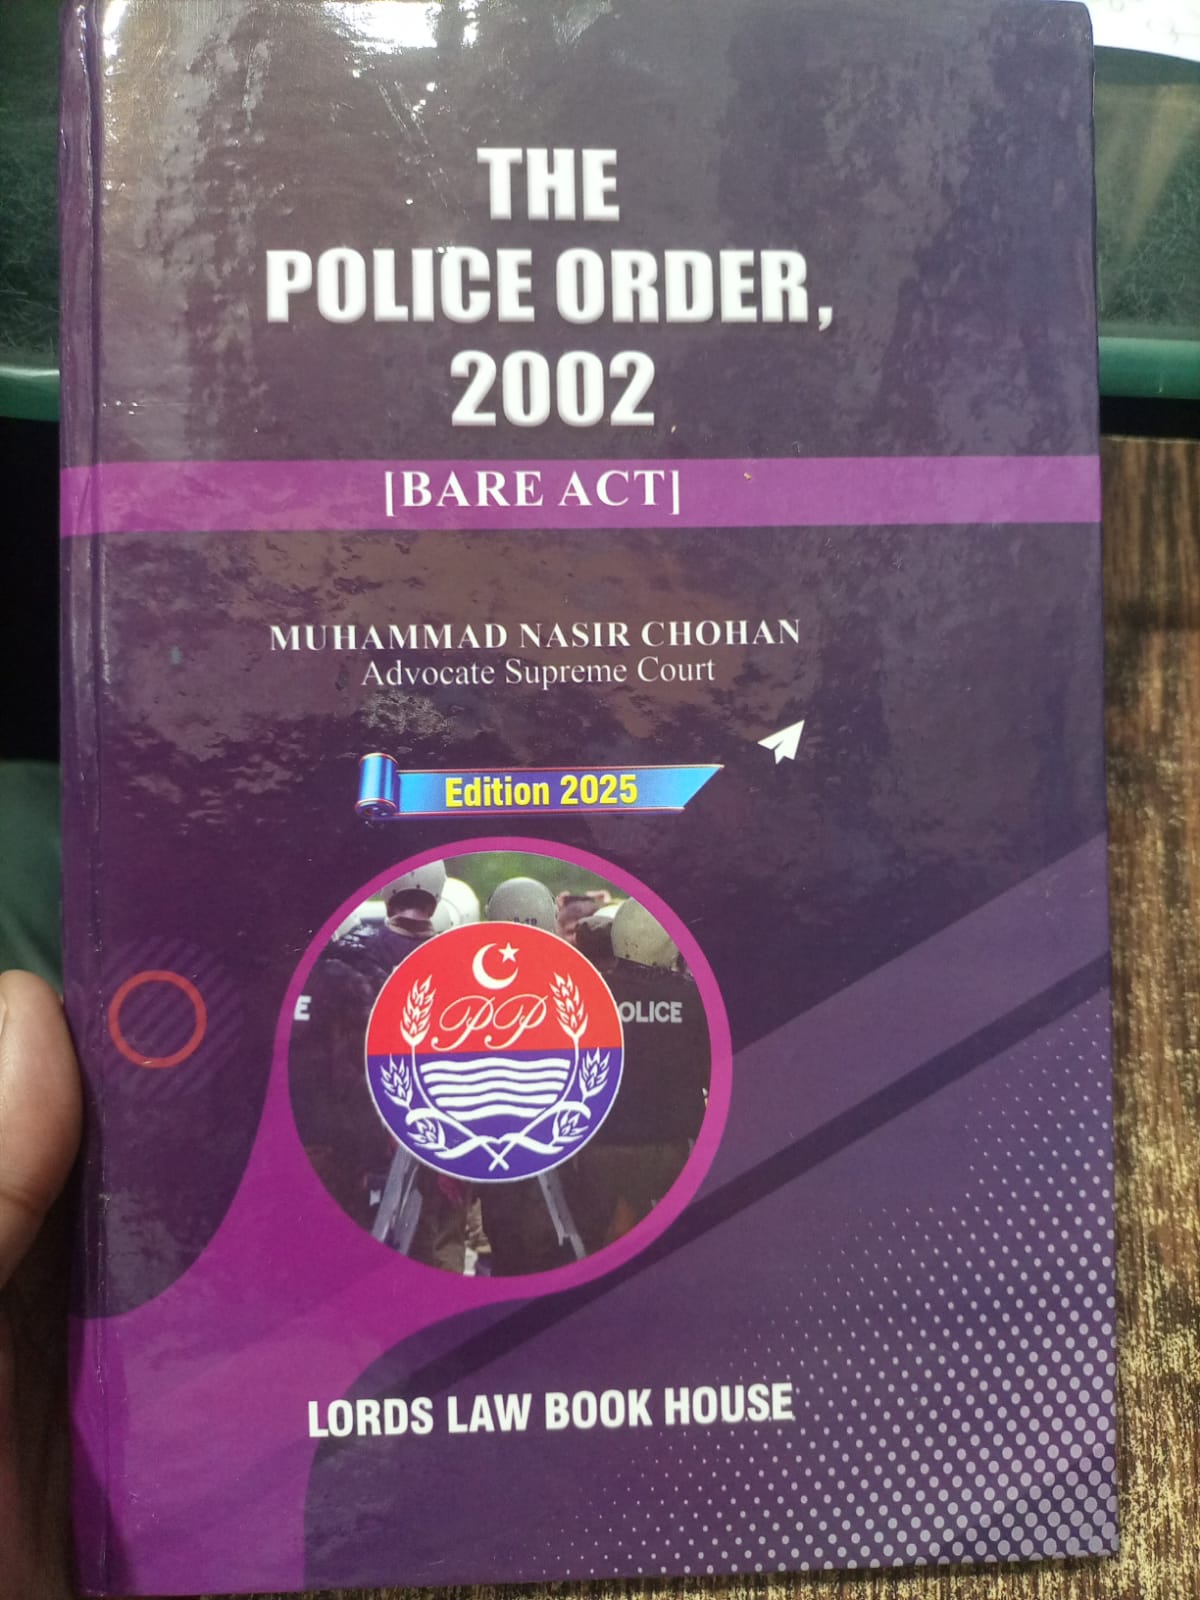 THE
POLICE ORDER,
2002
[BARE ACT]
MUHAMMAD NASIR CHOHAN
Advocate Supreme Court
Edition 2025
E
PP
OLICE
LORDS LAW BOOK HOUSE